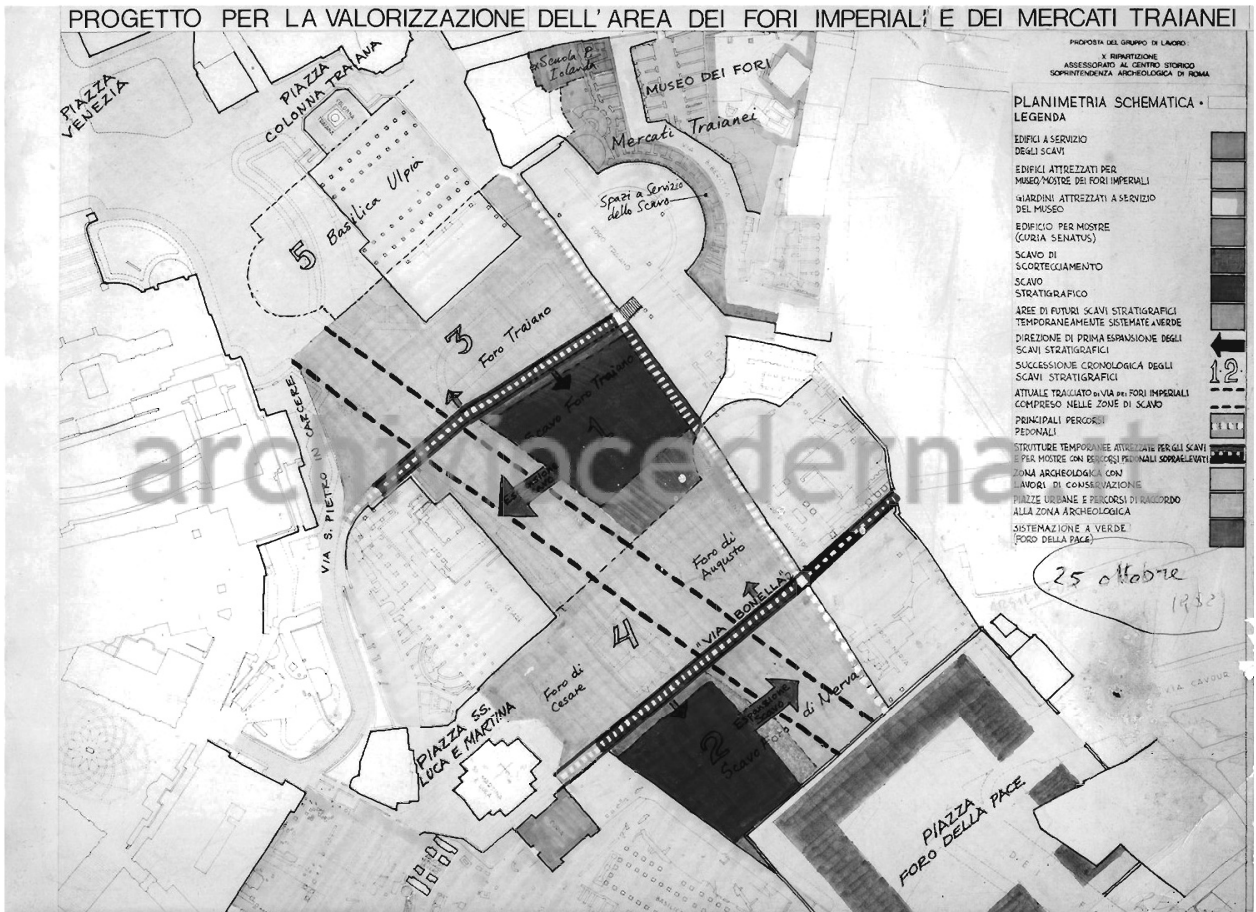 PROGETTO PER LA VALORIZZAZIONE DELL'AREA DEI FORI IMPERIALI E DEI MERCATI TRAIANEI
PROPOSTA DEL GRUPPO DI LAVORO:
X RIPARTIZIONE
ASSESSORATO AL CENTRO STORICO
SOPRINTENDENZA ARCHEOLOGICA DI ROMA
PLANIMETRIA SCHEMATICA
LEGENDA
EDIFICI A SERVIZIO
DEGLI SCAVI
EDIFICI ATTREZZATI PER
MUSEO/MOSTRE DEI FORI IMPERIALI
GIARDINI ATTREZZATI A SERVIZIO
DEL MUSEO
EDIFICIO PER MOSTRE
(CURIA SENATUS)
SCAVO DI
SCORTECCIAMENTO
SCAVO
STRATIGRAFICO
AREE DI FUTURI SCAVI STRATIGRAFICI
TEMPORANEAMENTE SISTEMATE A VERDE
DIREZIONE DI PRIMA ESPANSIONE DEGLI
SCAVI STRATIGRAFICI
SUCCESSIONE CRONOLOGICA DEGLI
SCAVI STRATIGRAFICI
1·2·
ATTUALE TRACCIATO DI VIA DEI FORI IMPERIALI
COMPRESO NELLE ZONE DI SCAVO
PRINCIPALI PERCORSI
PEDONALI
STRUTTURE TEMPORANEE ATTREZZATE PER GLI SCAVI
E PER MOSTRE CON PERCORSI PEDONALI SOPRAELEVATI
ZONA ARCHEOLOGICA CON
LAVORI DI CONSERVAZIONE
PIAZZE URBANE E PERCORSI DI RACCORDO
ALLA ZONA ARCHEOLOGICA
SISTEMAZIONE A VERDE
(FORO DELLA PACE)
25 ottobre
PIAZZA
VENEZIA
PIAZZA
COLONNA TRAIANA
Scuola P.
Iolanda
MUSEO DEI FORI
Mercati Traianei
Basilica Ulpia
5
Spazi a Servizio
dello Scavo
3
Foro Traiano
Scavo Foro Traiano
1
VIA S. PIETRO IN CARCERE
Foro di
Augusto
4
"VIA BONELLA"
Foro di
Cesare
Espansione
Scavo
2
Scavo Foro di Nerva
PIAZZA SS.
LUCA E MARTINA
VIA CAVOUR
PIAZZA
FORO DELLA PACE
archiviocederna.it